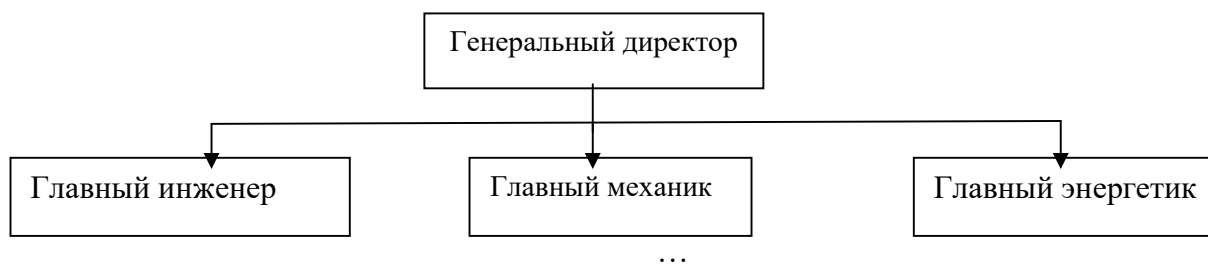 Генеральный директор
Главный инженер
Главный механик
Главный энергетик
…